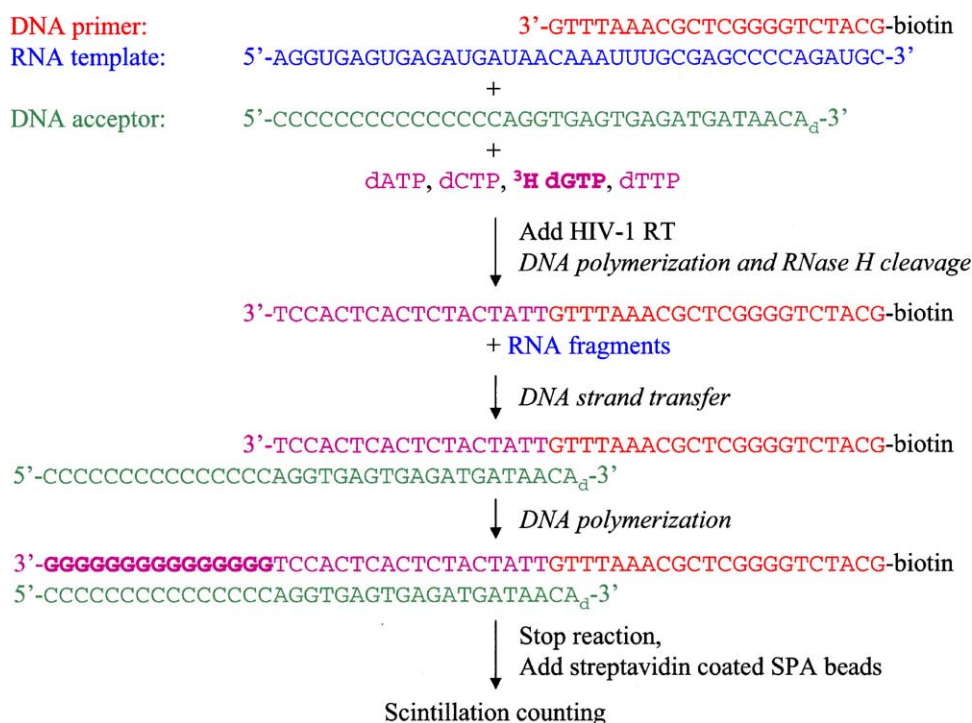 DNA primer: 3'-GTTTAAACGCTCGGGGTCTACG-biotin
RNA template: 5'-AGGUGAGUGAGAUGAUAACAAAUUUGCGAGCCCCAGAUGC-3'
+
DNA acceptor: 5'-CCCCCCCCCCCCCCCAGGTGAGTGAGATGATAACAd-3'
+
dATP, dCTP, ³H dGTP, dTTP
Add HIV-1 RT
DNA polymerization and RNase H cleavage
3'-TCCACTCACTCTACTATTGTTTAAACGCTCGGGGTCTACG-biotin
+ RNA fragments
DNA strand transfer
3'-TCCACTCACTCTACTATTGTTTAAACGCTCGGGGTCTACG-biotin
5'-CCCCCCCCCCCCCCCAGGTGAGTGAGATGATAACAd-3'
DNA polymerization
3'-GGGGGGGGGGGGGGGTCCACTCACTCTACTATTGTTTAAACGCTCGGGGTCTACG-biotin
5'-CCCCCCCCCCCCCCCAGGTGAGTGAGATGATAACAd-3'
Stop reaction,
Add streptavidin coated SPA beads
Scintillation counting